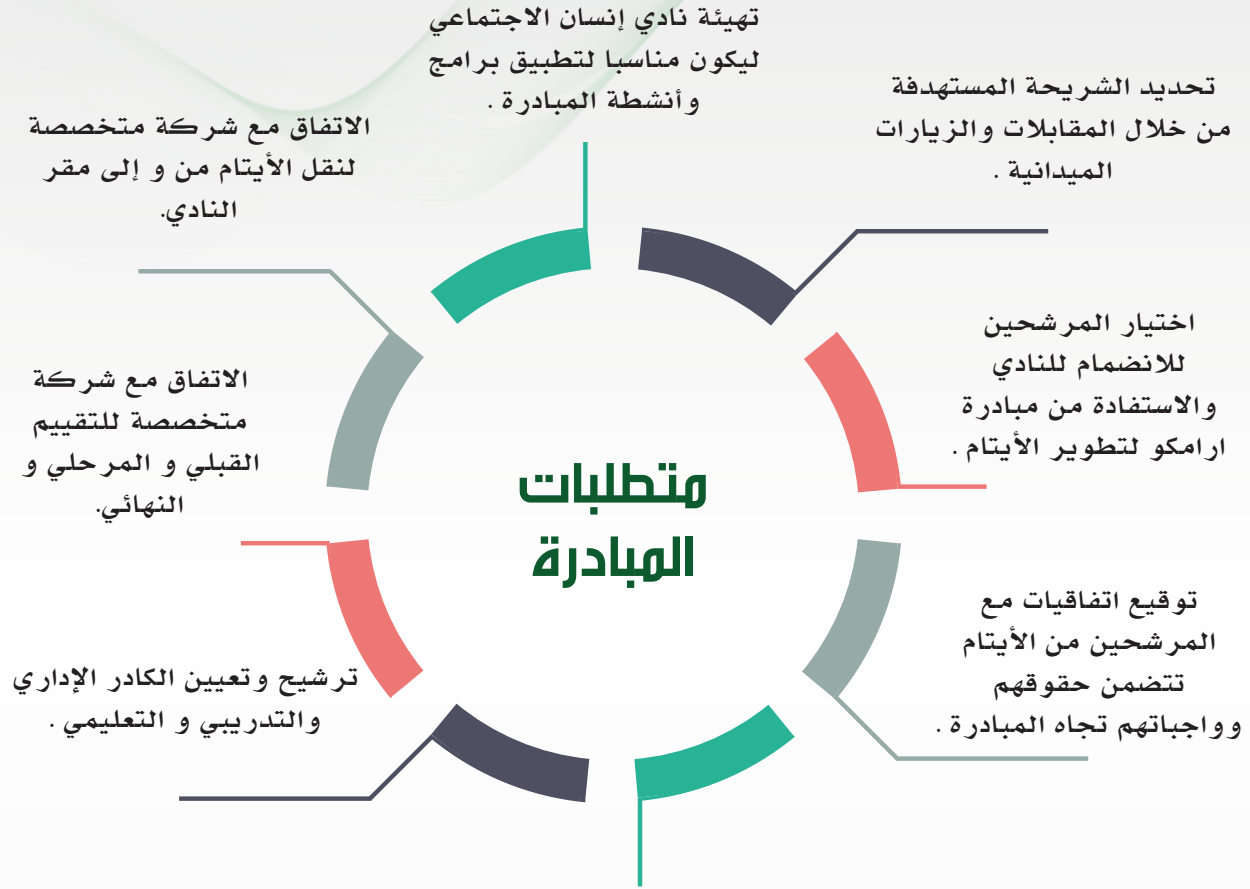 تهيئة نادي إنسان الاجتماعي
ليكون مناسبا لتطبيق برامج
وأنشطة المبادرة .
تحديد الشريحة المستهدفة
من خلال المقابلات والزيارات
الميدانية .
اختيار المرشحين
للانضمام للنادي
والاستفادة من مبادرة
ارامكو لتطوير الأيتام .
توقيع اتفاقيات مع
المرشحين من الأيتام
تتضمن حقوقهم
وواجباتهم تجاه المبادرة .
متطلبات
المبادرة
الاتفاق مع شركة متخصصة
لنقل الأيتام من و إلى مقر
النادي.
الاتفاق مع شركة
متخصصة للتقييم
القبلي و المرحلي و
النهائي.
ترشيح وتعيين الكادر الإداري
والتدريبي و التعليمي .